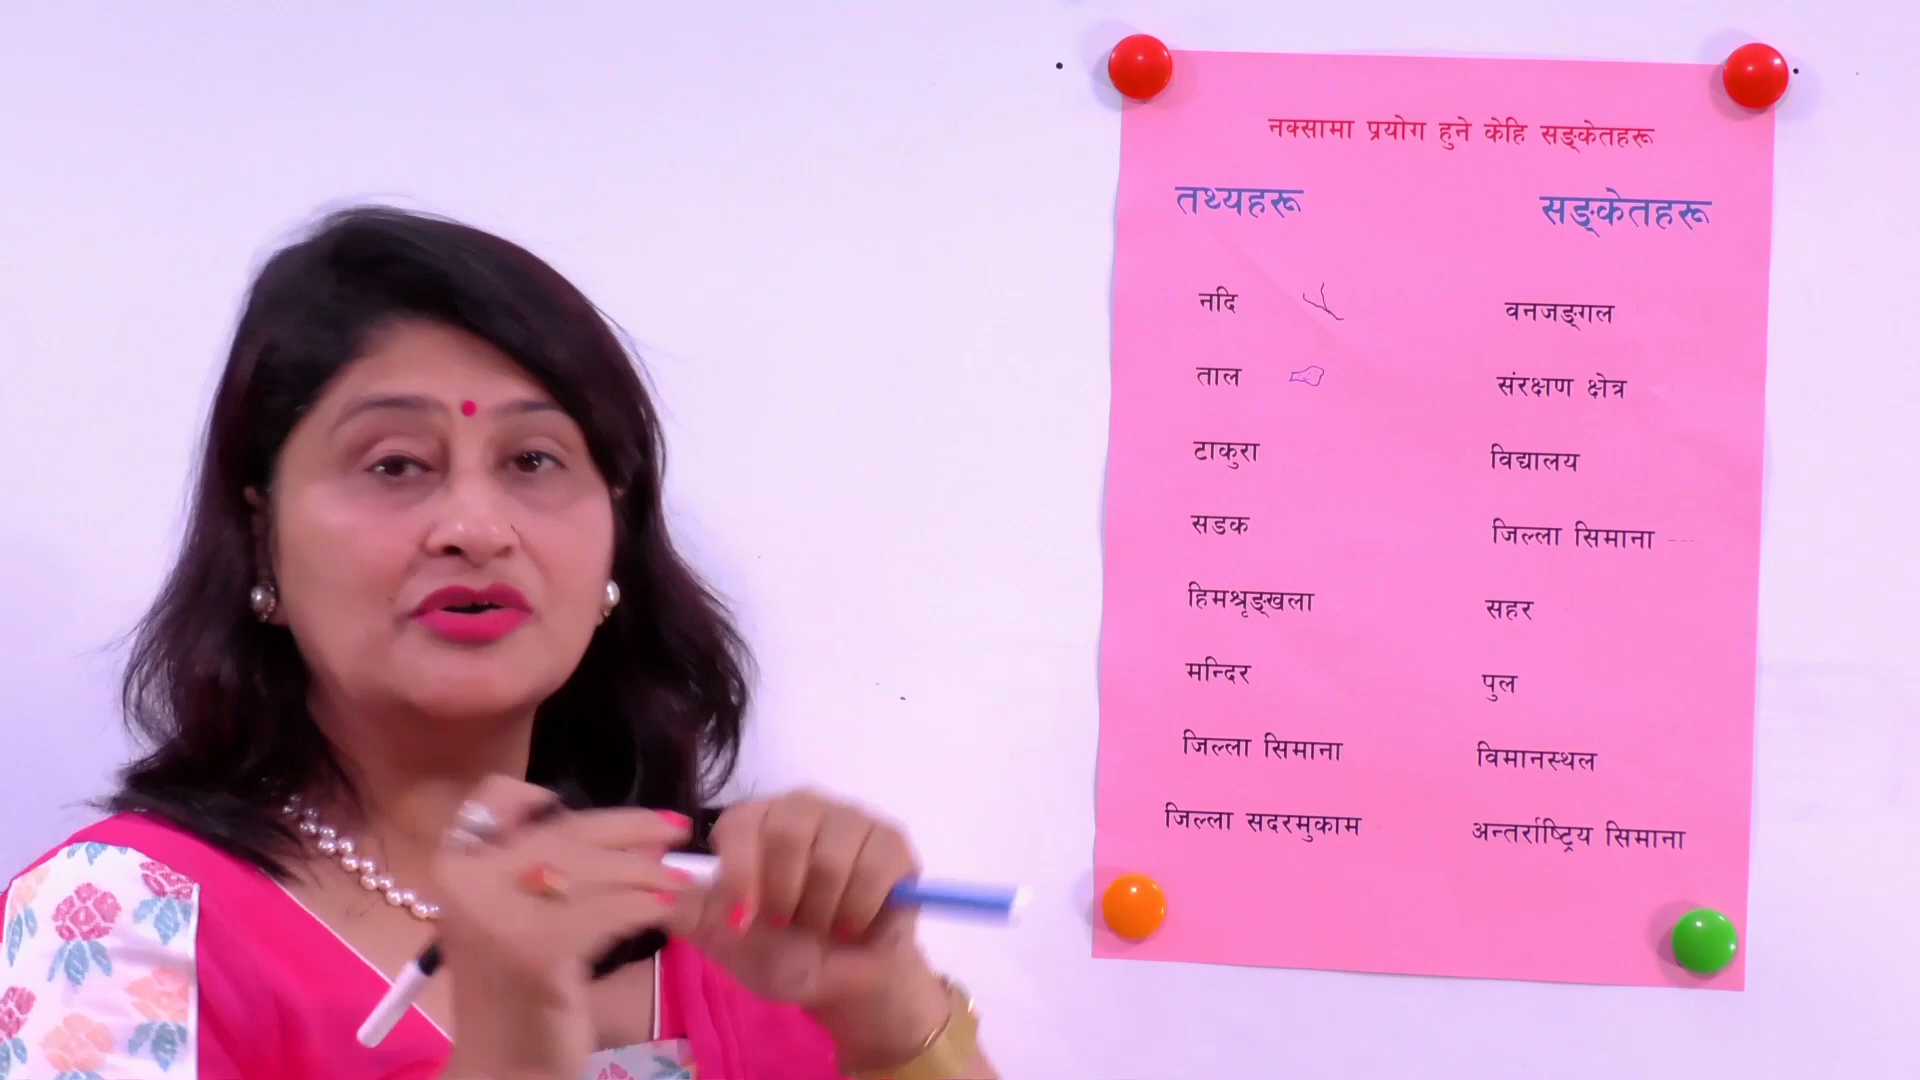 नक्सामा प्रयोग हुने केहि सङ्केतहरू
तथ्यहरू सङ्केतहरू
नदि वनजङ्गल
ताल संरक्षण क्षेत्र
टाकुरा विद्यालय
सडक जिल्ला सिमाना
हिमश्रृङ्खला सहर
मन्दिर पुल
जिल्ला सिमाना विमानस्थल
जिल्ला सदरमुकाम अन्तर्राष्ट्रिय सिमाना